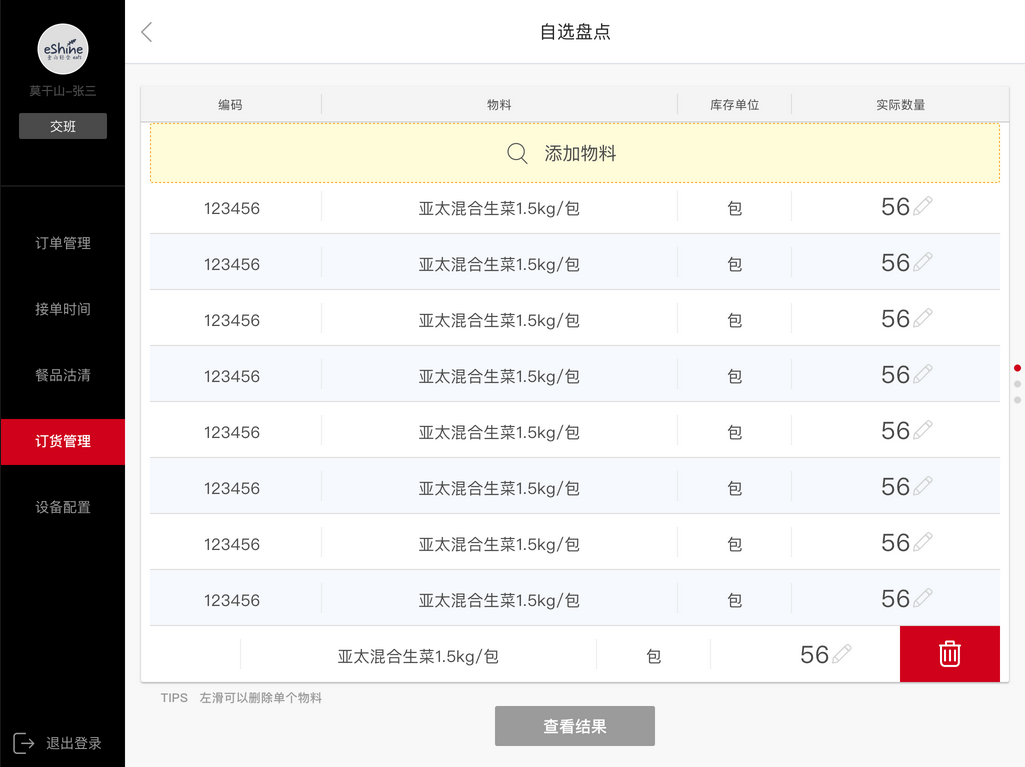 eShine
莫干山-张三
交班
订单管理
接单时间
餐品沽清
订货管理
设备配置
退出登录
自选盘点
编码 物料 库存单位 实际数量
添加物料
123456 亚太混合生菜1.5kg/包 包 56
123456 亚太混合生菜1.5kg/包 包 56
123456 亚太混合生菜1.5kg/包 包 56
123456 亚太混合生菜1.5kg/包 包 56
123456 亚太混合生菜1.5kg/包 包 56
123456 亚太混合生菜1.5kg/包 包 56
123456 亚太混合生菜1.5kg/包 包 56
123456 亚太混合生菜1.5kg/包 包 56
亚太混合生菜1.5kg/包 包 56
TIPS 左滑可以删除单个物料
查看结果